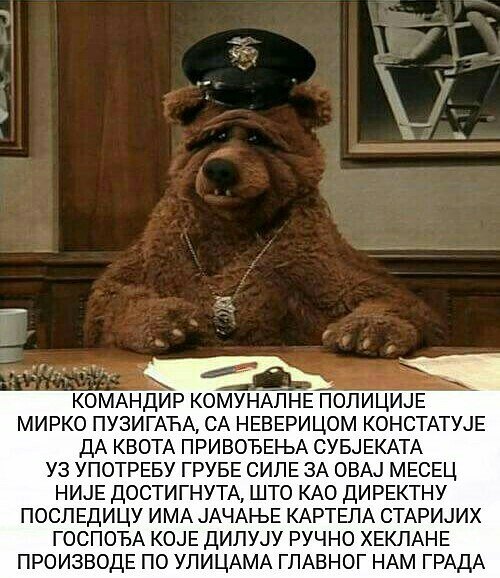 КОМАНДИР КОМУНАЛНЕ ПОЛИЦИЈЕ
МИРКО ПУЗИГАЋА, СА НЕВЕРИЦОМ КОНСТАТУЈЕ
ДА КВОТА ПРИВОЂЕЊА СУБЈЕКАТА
УЗ УПОТРЕБУ ГРУБЕ СИЛЕ ЗА ОВАЈ МЕСЕЦ
НИЈЕ ДОСТИГНУТА, ШТО КАО ДИРЕКТНУ
ПОСЛЕДИЦУ ИМА ЈАЧАЊЕ КАРТЕЛА СТАРИЈИХ
ГОСПОЂА КОЈЕ ДИЛУЈУ РУЧНО ХЕКЛАНЕ
ПРОИЗВОДЕ ПО УЛИЦАМА ГЛАВНОГ НАМ ГРАДА